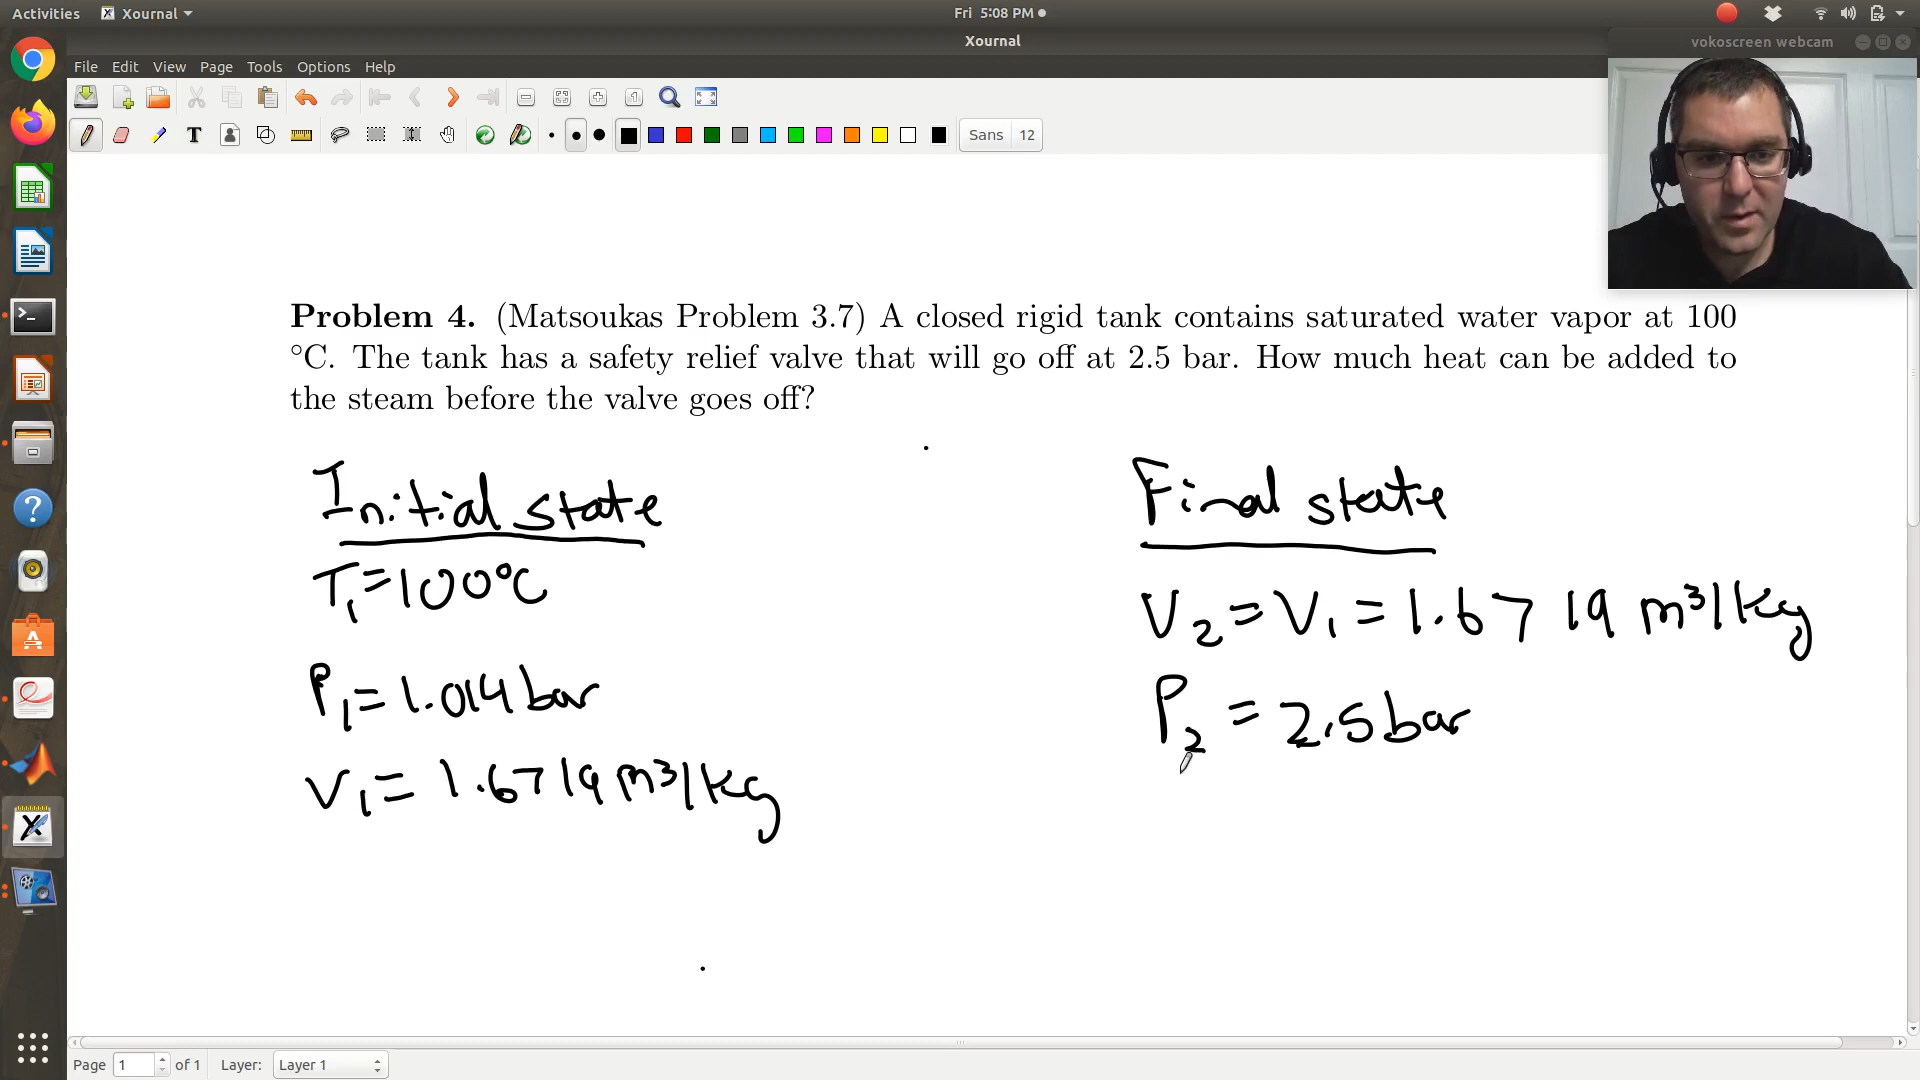 Activities Xournal Fri 5:08 PM
Xournal
vokoscreen webcam
File Edit View Page Tools Options Help
Sans 12
Problem 4. (Matsoukas Problem 3.7) A closed rigid tank contains saturated water vapor at 100
°C. The tank has a safety relief valve that will go off at 2.5 bar. How much heat can be added to
the steam before the valve goes off?
Initial state
T₁=100°C
P₁=1.014 bar
V₁=1.6719 m³/kg
Final state
V₂=V₁=1.6719 m³/kg
P₂=2.5 bar
Page 1 of 1 Layer: Layer 1